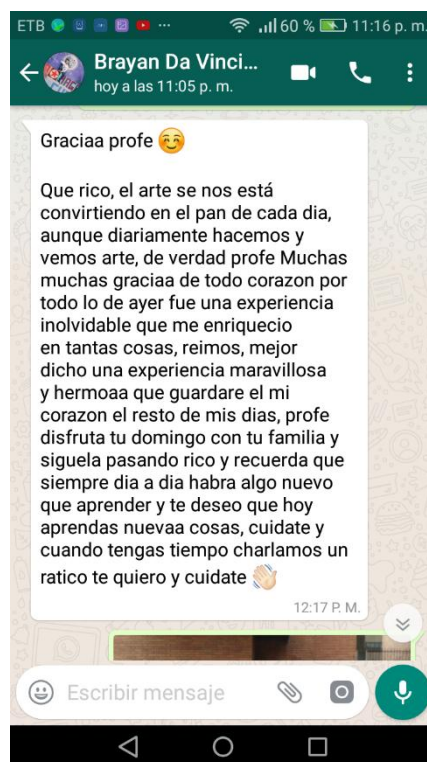 ETB 60 % 11:16 p. m.
Brayan Da Vinci...
hoy a las 11:05 p. m.
Graciaa profe
Que rico, el arte se nos está
convirtiendo en el pan de cada dia,
aunque diariamente hacemos y
vemos arte, de verdad profe Muchas
muchas graciaa de todo corazon por
todo lo de ayer fue una experiencia
inolvidable que me enriquecio
en tantas cosas, reimos, mejor
dicho una experiencia maravillosa
y hermoaa que guardare el mi
corazon el resto de mis dias, profe
disfruta tu domingo con tu familia y
siguela pasando rico y recuerda que
siempre dia a dia habra algo nuevo
que aprender y te deseo que hoy
aprendas nuevaa cosas, cuidate y
cuando tengas tiempo charlamos un
ratico te quiero y cuidate
12:17 P. M.
Escribir mensaje